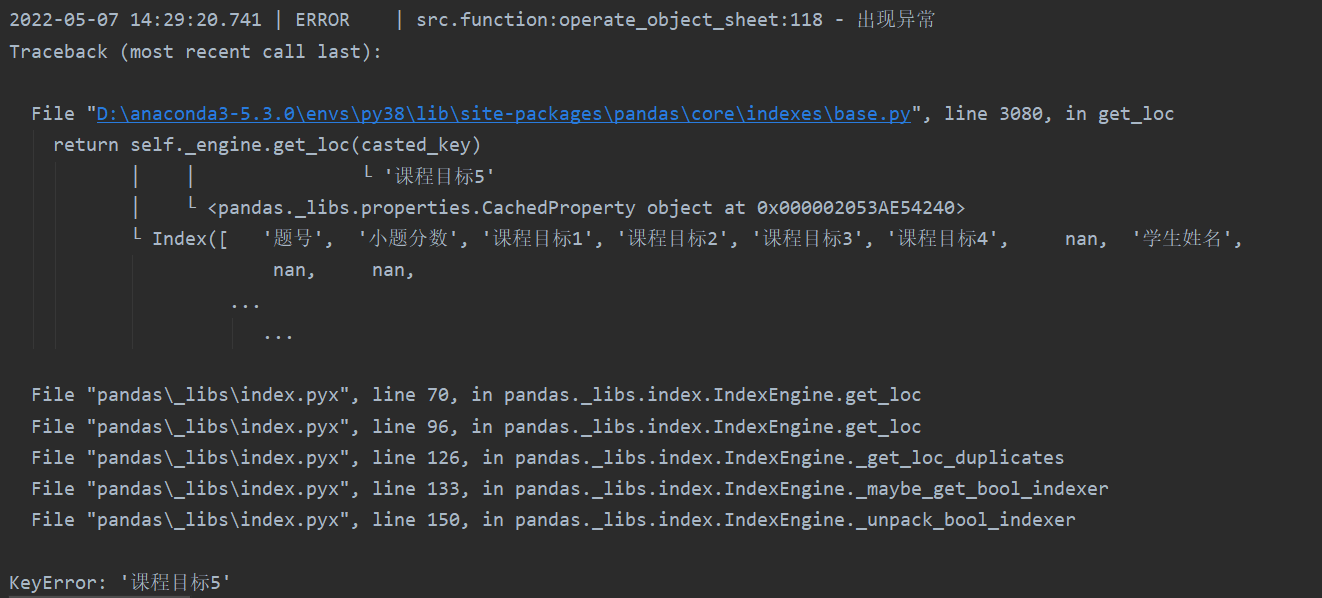 2022-05-07 14:29:20.741 | ERROR    | src.function:operate_object_sheet:118 - 出现异常
Traceback (most recent call last):
  File "D:\anaconda3-5.3.0\envs\py38\lib\site-packages\pandas\core\indexes\base.py", line 3080, in get_loc
    return self._engine.get_loc(casted_key)
           │    │               └ '课程目标5'
           │    └ <pandas._libs.properties.CachedProperty object at 0x000002053AE54240>
           └ Index([   '题号',  '小题分数', '课程目标1', '课程目标2', '课程目标3', '课程目标4',     nan,  '学生姓名',
                        nan,     nan,
                    ...
                       ...
  File "pandas\_libs\index.pyx", line 70, in pandas._libs.index.IndexEngine.get_loc
  File "pandas\_libs\index.pyx", line 96, in pandas._libs.index.IndexEngine.get_loc
  File "pandas\_libs\index.pyx", line 126, in pandas._libs.index.IndexEngine._get_loc_duplicates
  File "pandas\_libs\index.pyx", line 133, in pandas._libs.index.IndexEngine._maybe_get_bool_indexer
  File "pandas\_libs\index.pyx", line 150, in pandas._libs.index.IndexEngine._unpack_bool_indexer
KeyError: '课程目标5'